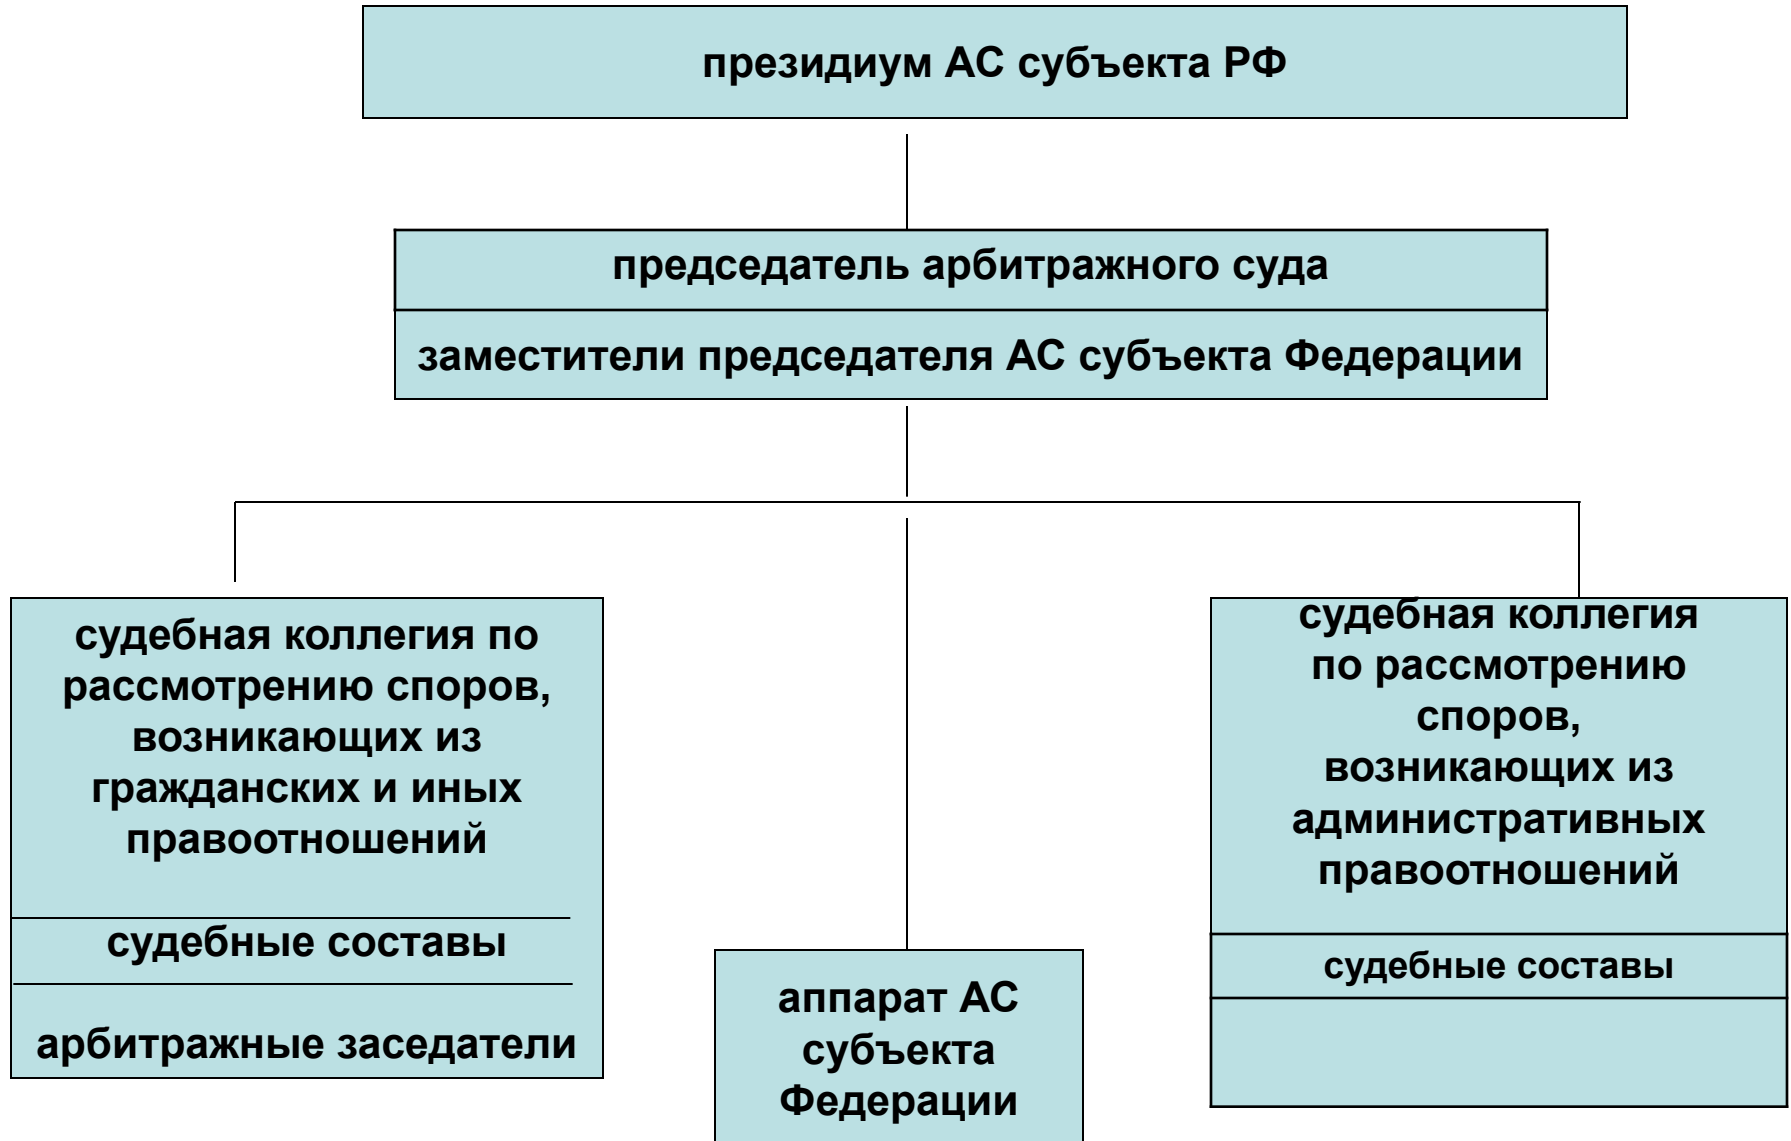 президиум АС субъекта РФ
председатель арбитражного суда
заместители председателя АС субъекта Федерации
судебная коллегия по
рассмотрению споров,
возникающих из
гражданских и иных
правоотношений
судебные составы
арбитражные заседатели
аппарат АС
субъекта
Федерации
судебная коллегия
по рассмотрению
споров,
возникающих из
административных
правоотношений
судебные составы